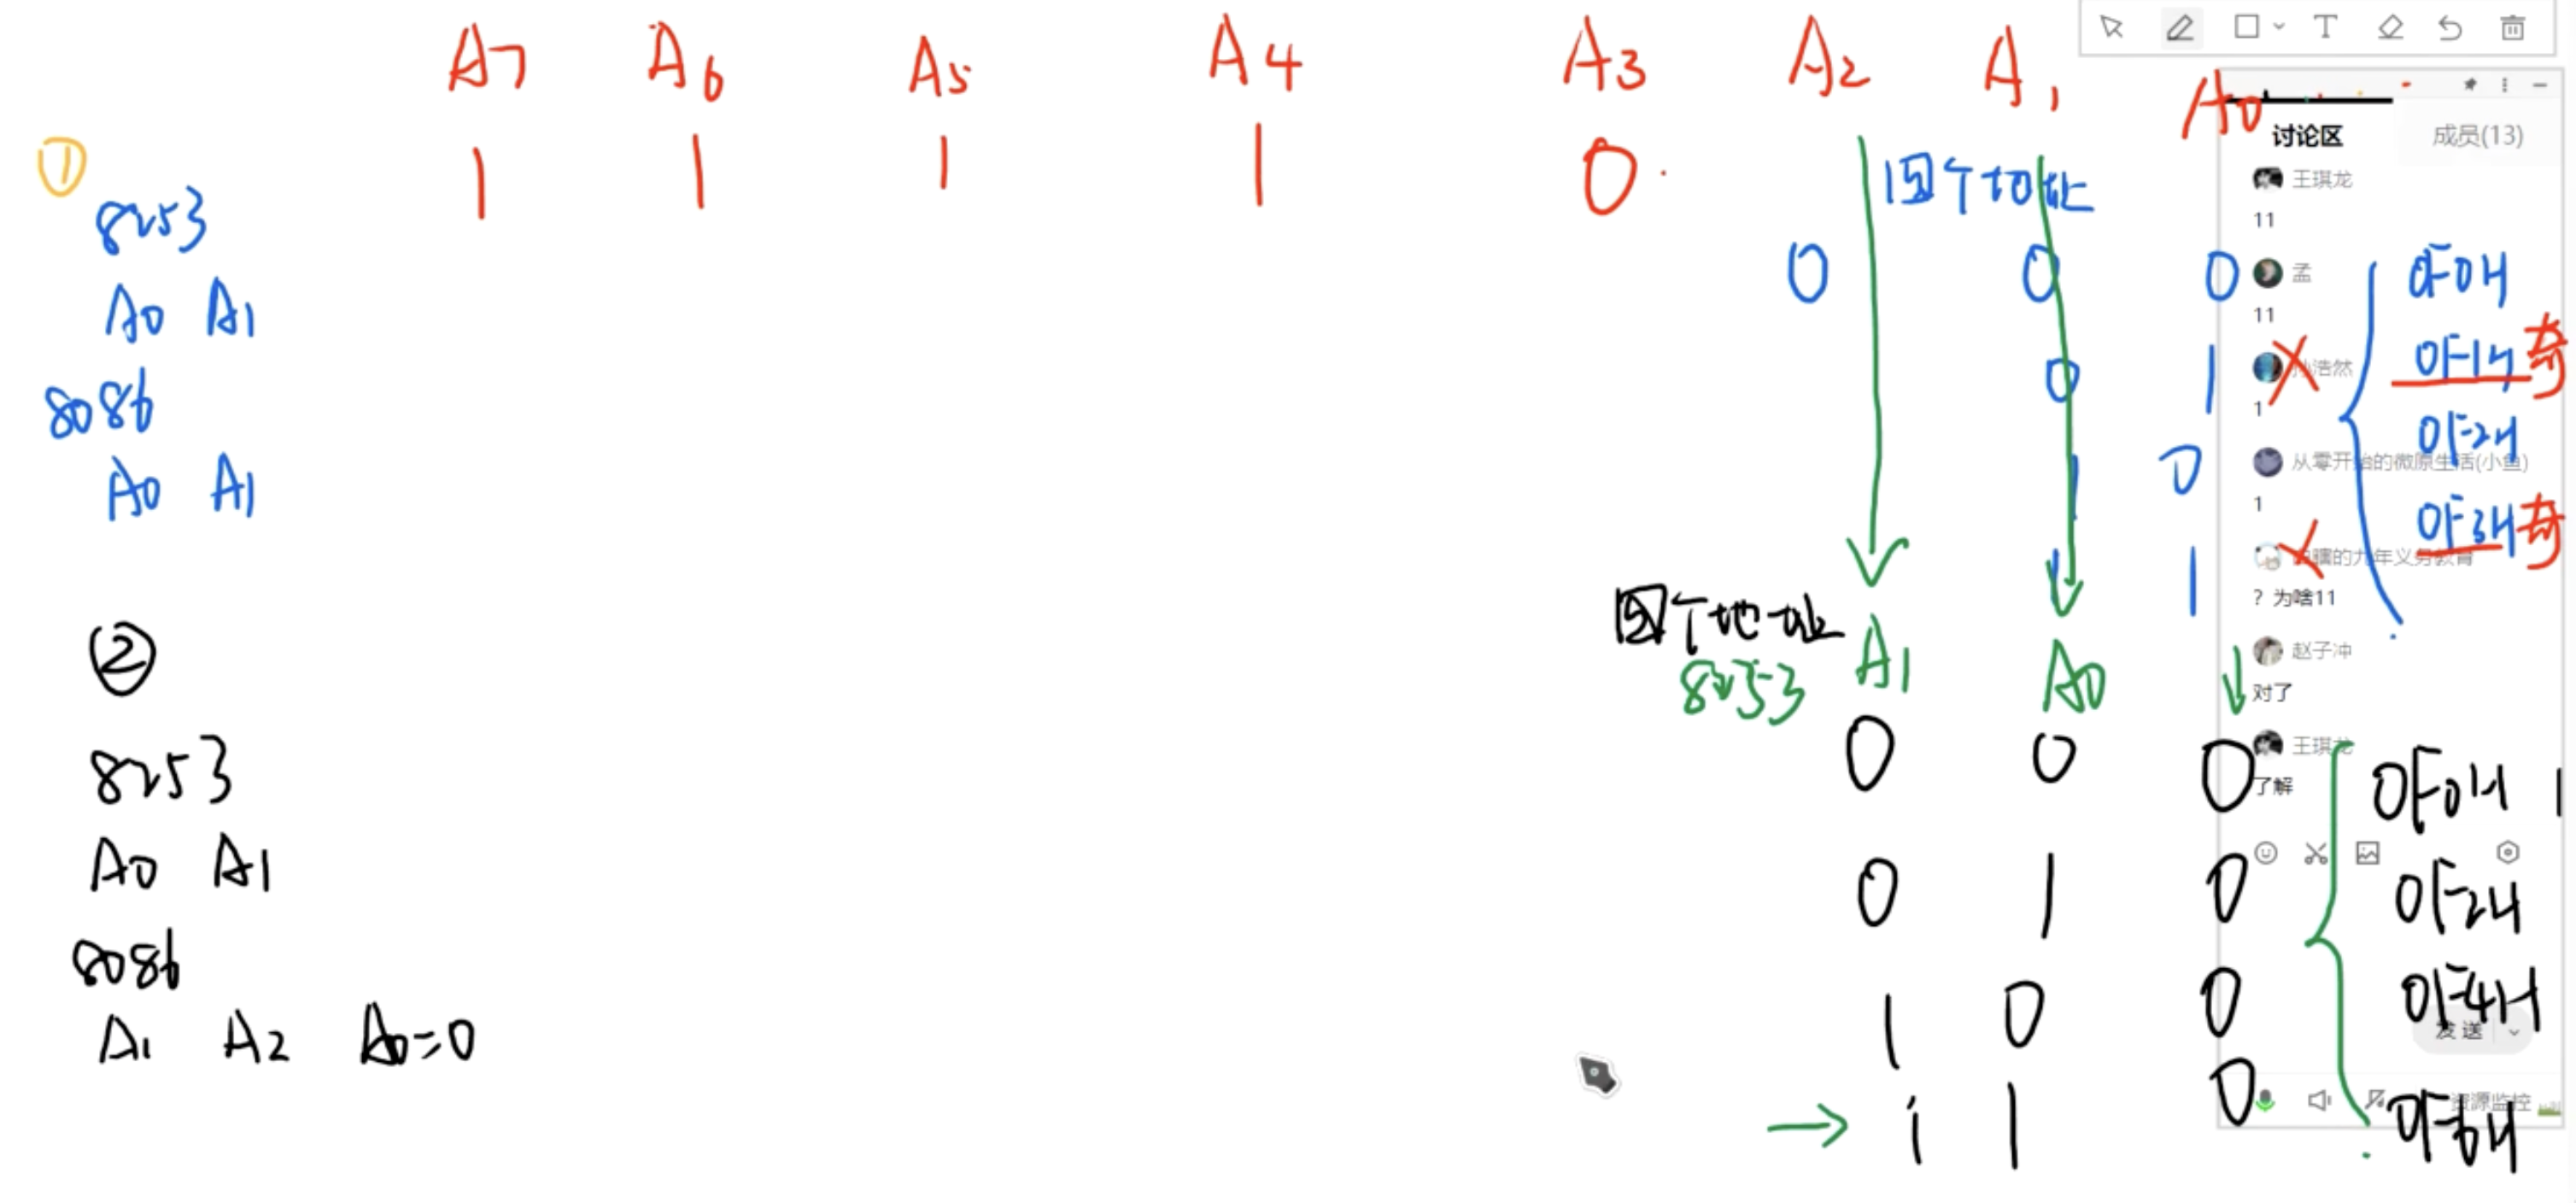 A7 A6 A5 A4 A3 A2 A1 A0
① 1 1 1 1 0
8253
A0 A1
8086
A0 A1
四个地址
0 0 0 0F0H
0 1 0F1H 奇
1 0 0F2H
1 1 0F3H 奇
②
8253
A0 A1
8086
A1 A2 A0=0
四个地址
8253 A1 A0
0 0 0 0F0H
0 1 0 0F2H
1 0 0 0F4H
1 1 0 0F6H
讨论区 成员(13)
王琪龙
11
孟
11
孙浩然
1
从零开始的微原生活(小鱼)
1
的九年义务教育
？为啥11
赵子冲
对了
王琪龙
了解
发送
资源监控